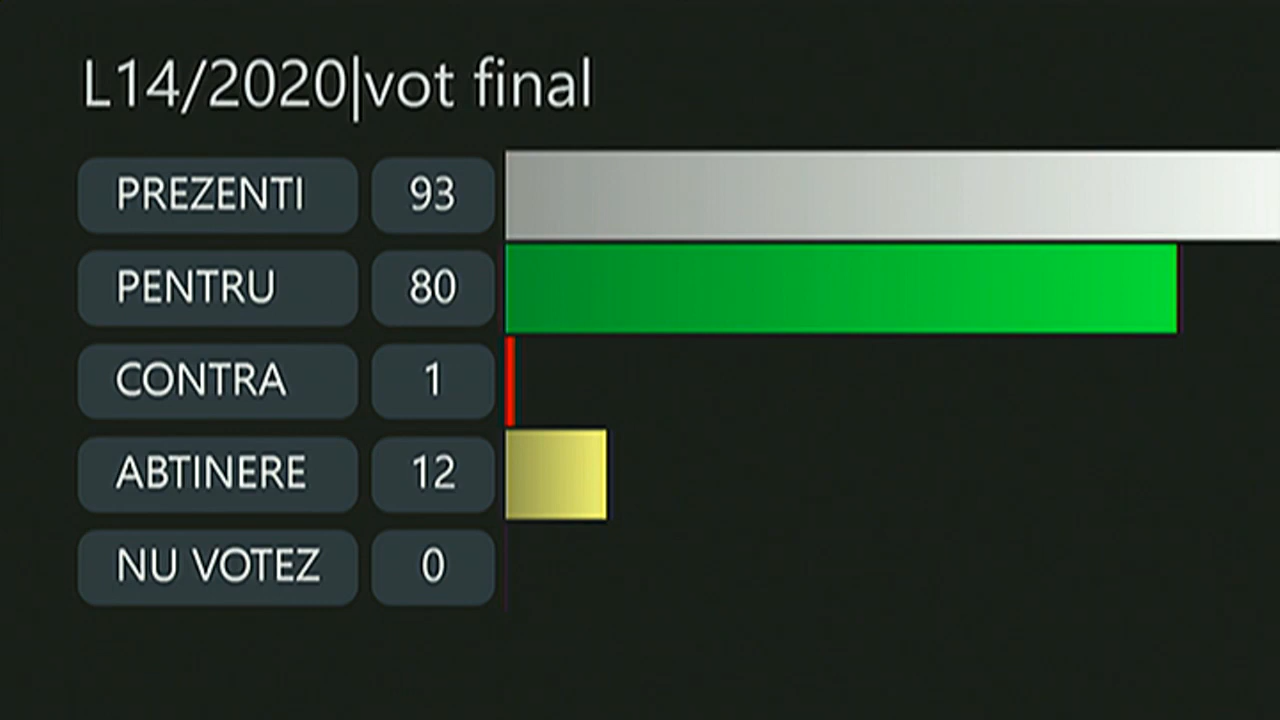 L14/2020|vot final
PREZENTI 93
PENTRU 80
CONTRA 1
ABTINERE 12
NU VOTEZ 0